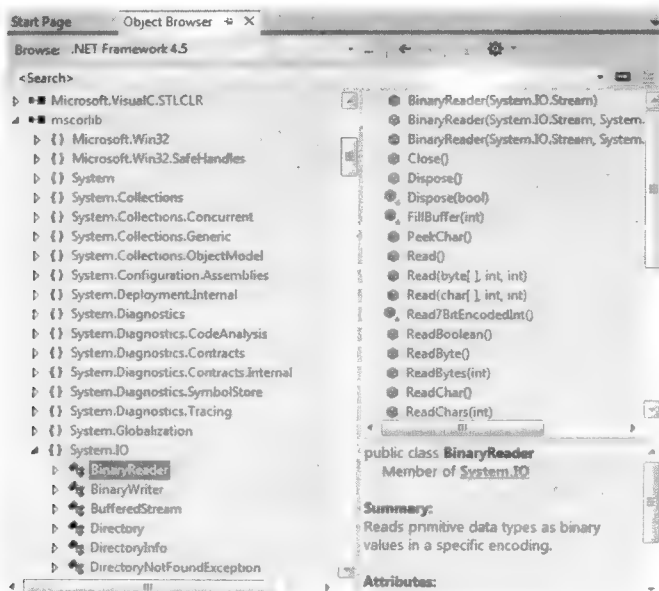 Start Page
Object Browser
Browse: .NET Framework 4.5
<Search>
Microsoft.VisualC.STLCLR
mscorlib
{} Microsoft.Win32
{} Microsoft.Win32.SafeHandles
{} System
{} System.Collections
{} System.Collections.Concurrent
{} System.Collections.Generic
{} System.Collections.ObjectModel
{} System.Configuration.Assemblies
{} System.Deployment.Internal
{} System.Diagnostics
{} System.Diagnostics.CodeAnalysis
{} System.Diagnostics.Contracts
{} System.Diagnostics.Contracts.Internal
{} System.Diagnostics.SymbolStore
{} System.Diagnostics.Tracing
{} System.Globalization
{} System.IO
BinaryReader
BinaryWriter
BufferedStream
Directory
DirectoryInfo
DirectoryNotFoundException
BinaryReader(System.IO.Stream)
BinaryReader(System.IO.Stream, System.
BinaryReader(System.IO.Stream, System.
Close()
Dispose()
Dispose(bool)
FillBuffer(int)
PeekChar()
Read()
Read(byte[ ], int, int)
Read(char[ ], int, int)
Read7BitEncodedInt()
ReadBoolean()
ReadByte()
ReadBytes(int)
ReadChar()
ReadChars(int)
public class BinaryReader
Member of System.IO
Summary:
Reads primitive data types as binary
values in a specific encoding.
Attributes: